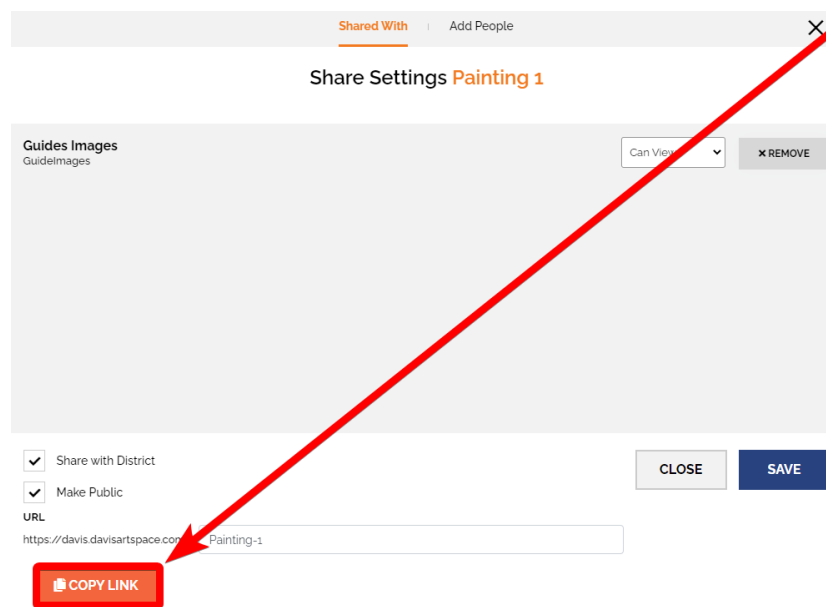 Shared With
Add People
Share Settings Painting 1
Guides Images
GuideImages
Can View
× REMOVE
Share with District
Make Public
CLOSE
SAVE
URL
https://davis.davisartspace.com
Painting-1
COPY LINK